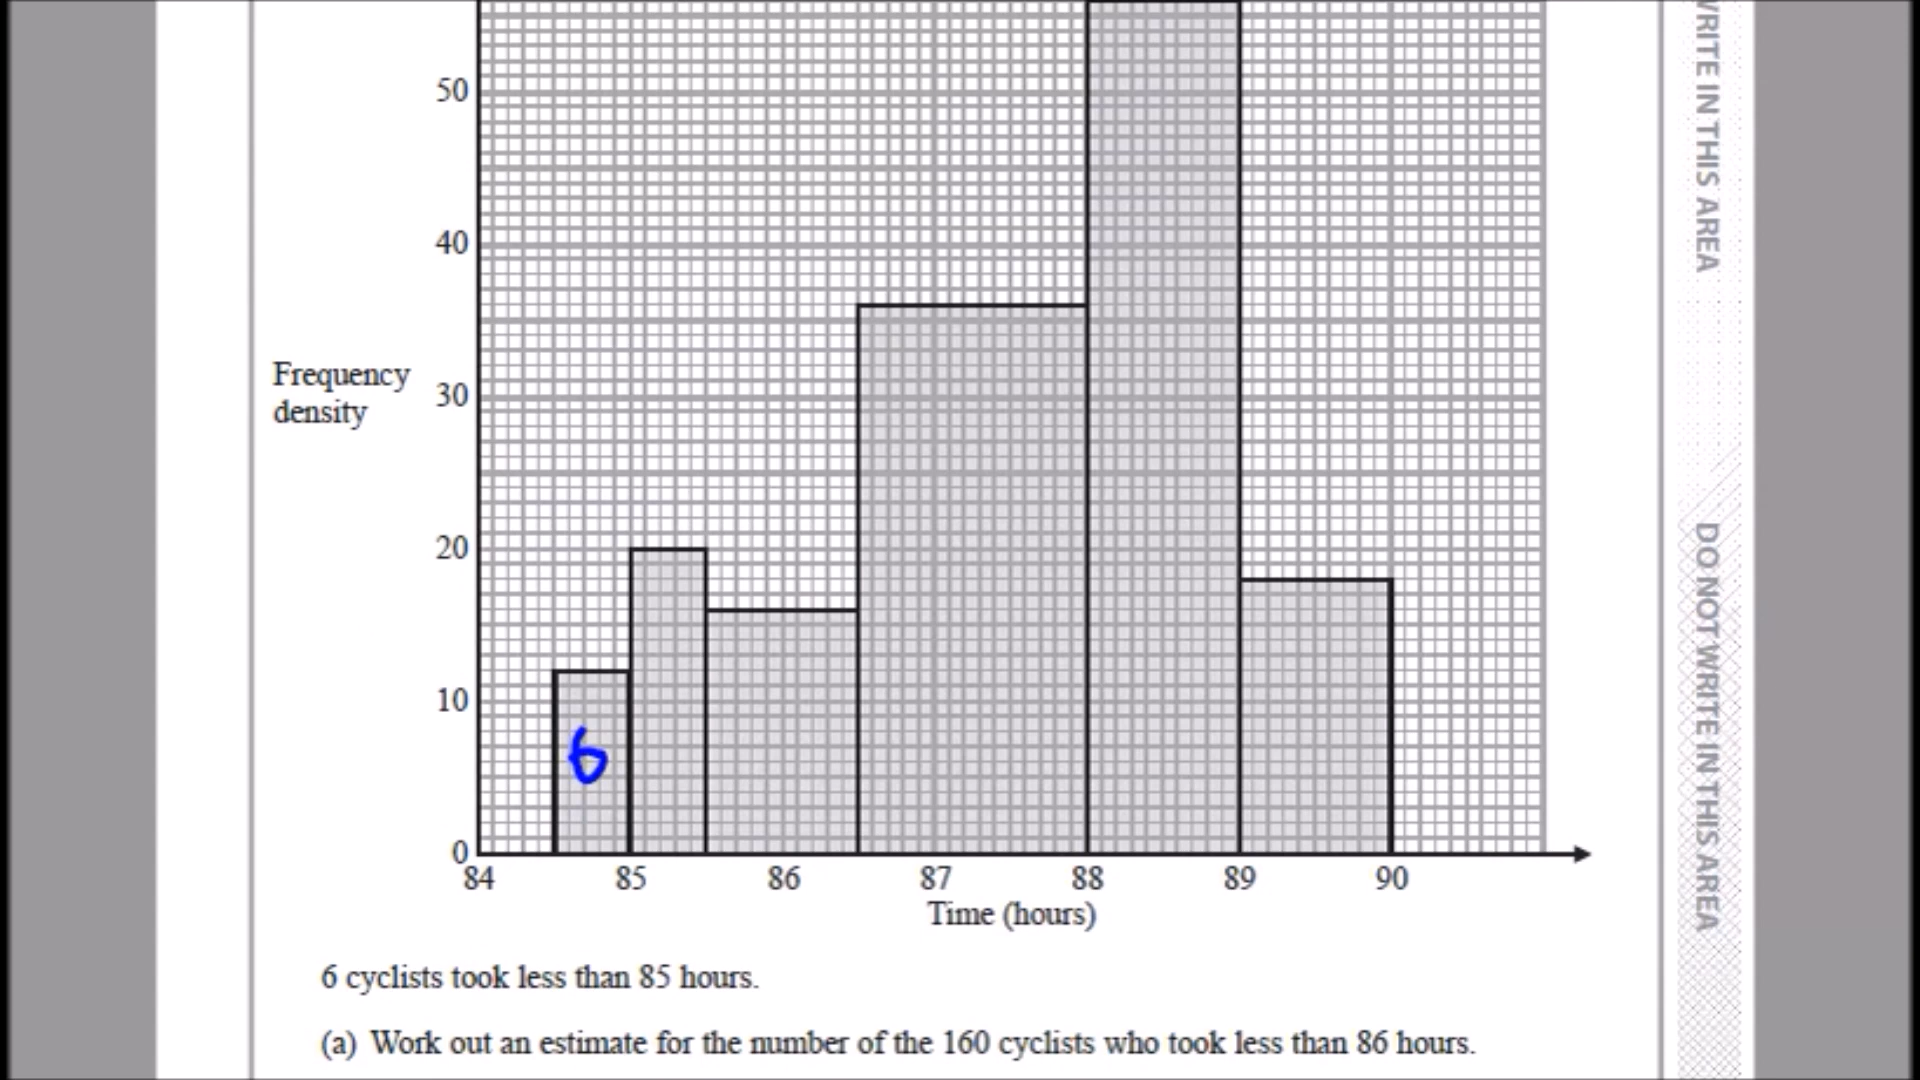 50
40
Frequency
density
30
20
10
6
0
84 85 86 87 88 89 90
Time (hours)
6 cyclists took less than 85 hours.
(a) Work out an estimate for the number of the 160 cyclists who took less than 86 hours.
WRITE IN THIS AREA
DO NOT WRITE IN THIS AREA